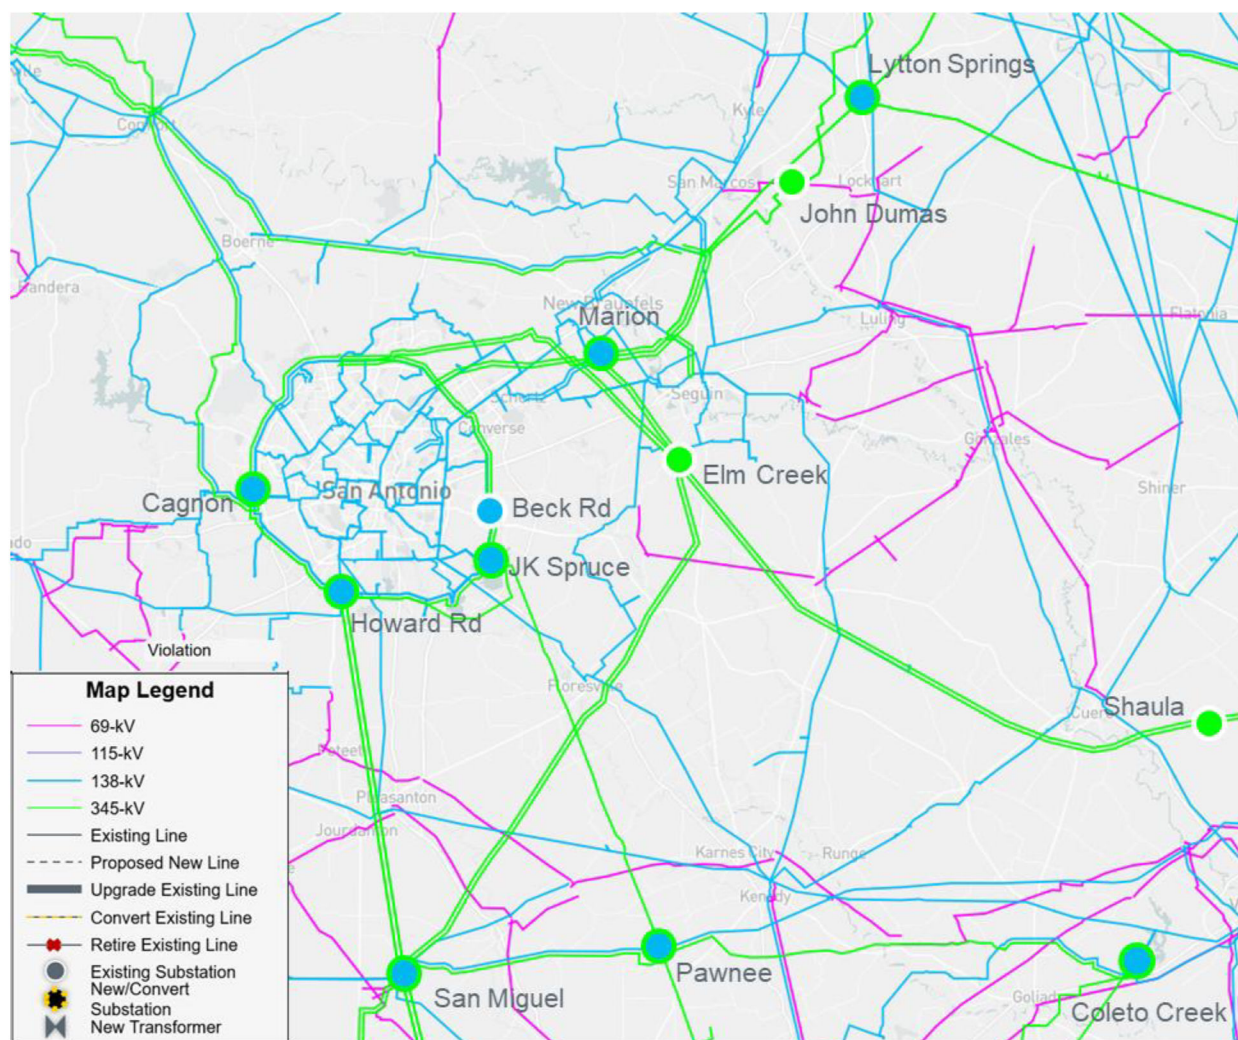 Lytton Springs
Kyle
Comfort
San Marcos
Lockhart
John Dumas
Boerne
Bandera
New Braunfels
Marion
Luling
Flatonia
Seguin
Schertz
Converse
Gonzales
Elm Creek
Shiner
San Antonio
Cagnon
Beck Rd
JK Spruce
Howard Rd
Violation
Floresville
Shaula
Cuero
Map Legend
69-kV
115-kV
138-kV
345-kV
Existing Line
Proposed New Line
Upgrade Existing Line
Convert Existing Line
Retire Existing Line
Existing Substation
New/Convert
Substation
New Transformer
Poteet
Pleasanton
Jourdanton
Karnes City
Runge
Kenedy
Pawnee
San Miguel
Goliad
Coleto Creek